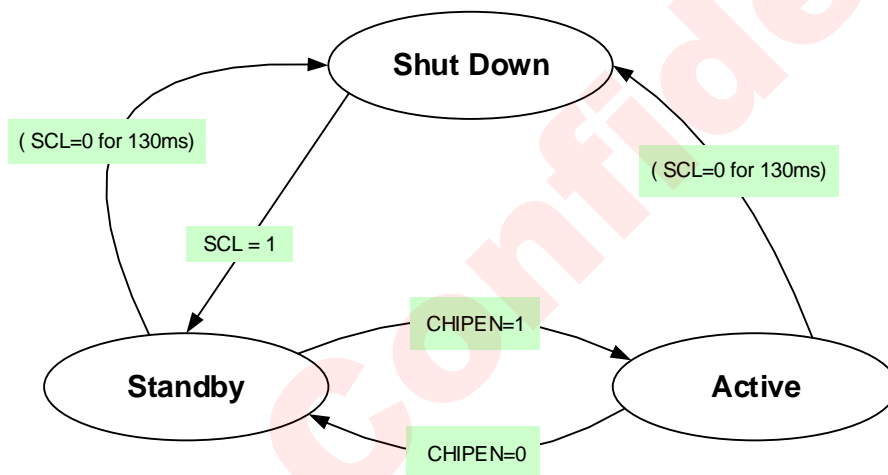 Shut Down
( SCL=0 for 130ms)
( SCL=0 for 130ms)
SCL = 1
CHIPEN=1
Standby
Active
CHIPEN=0
Confide